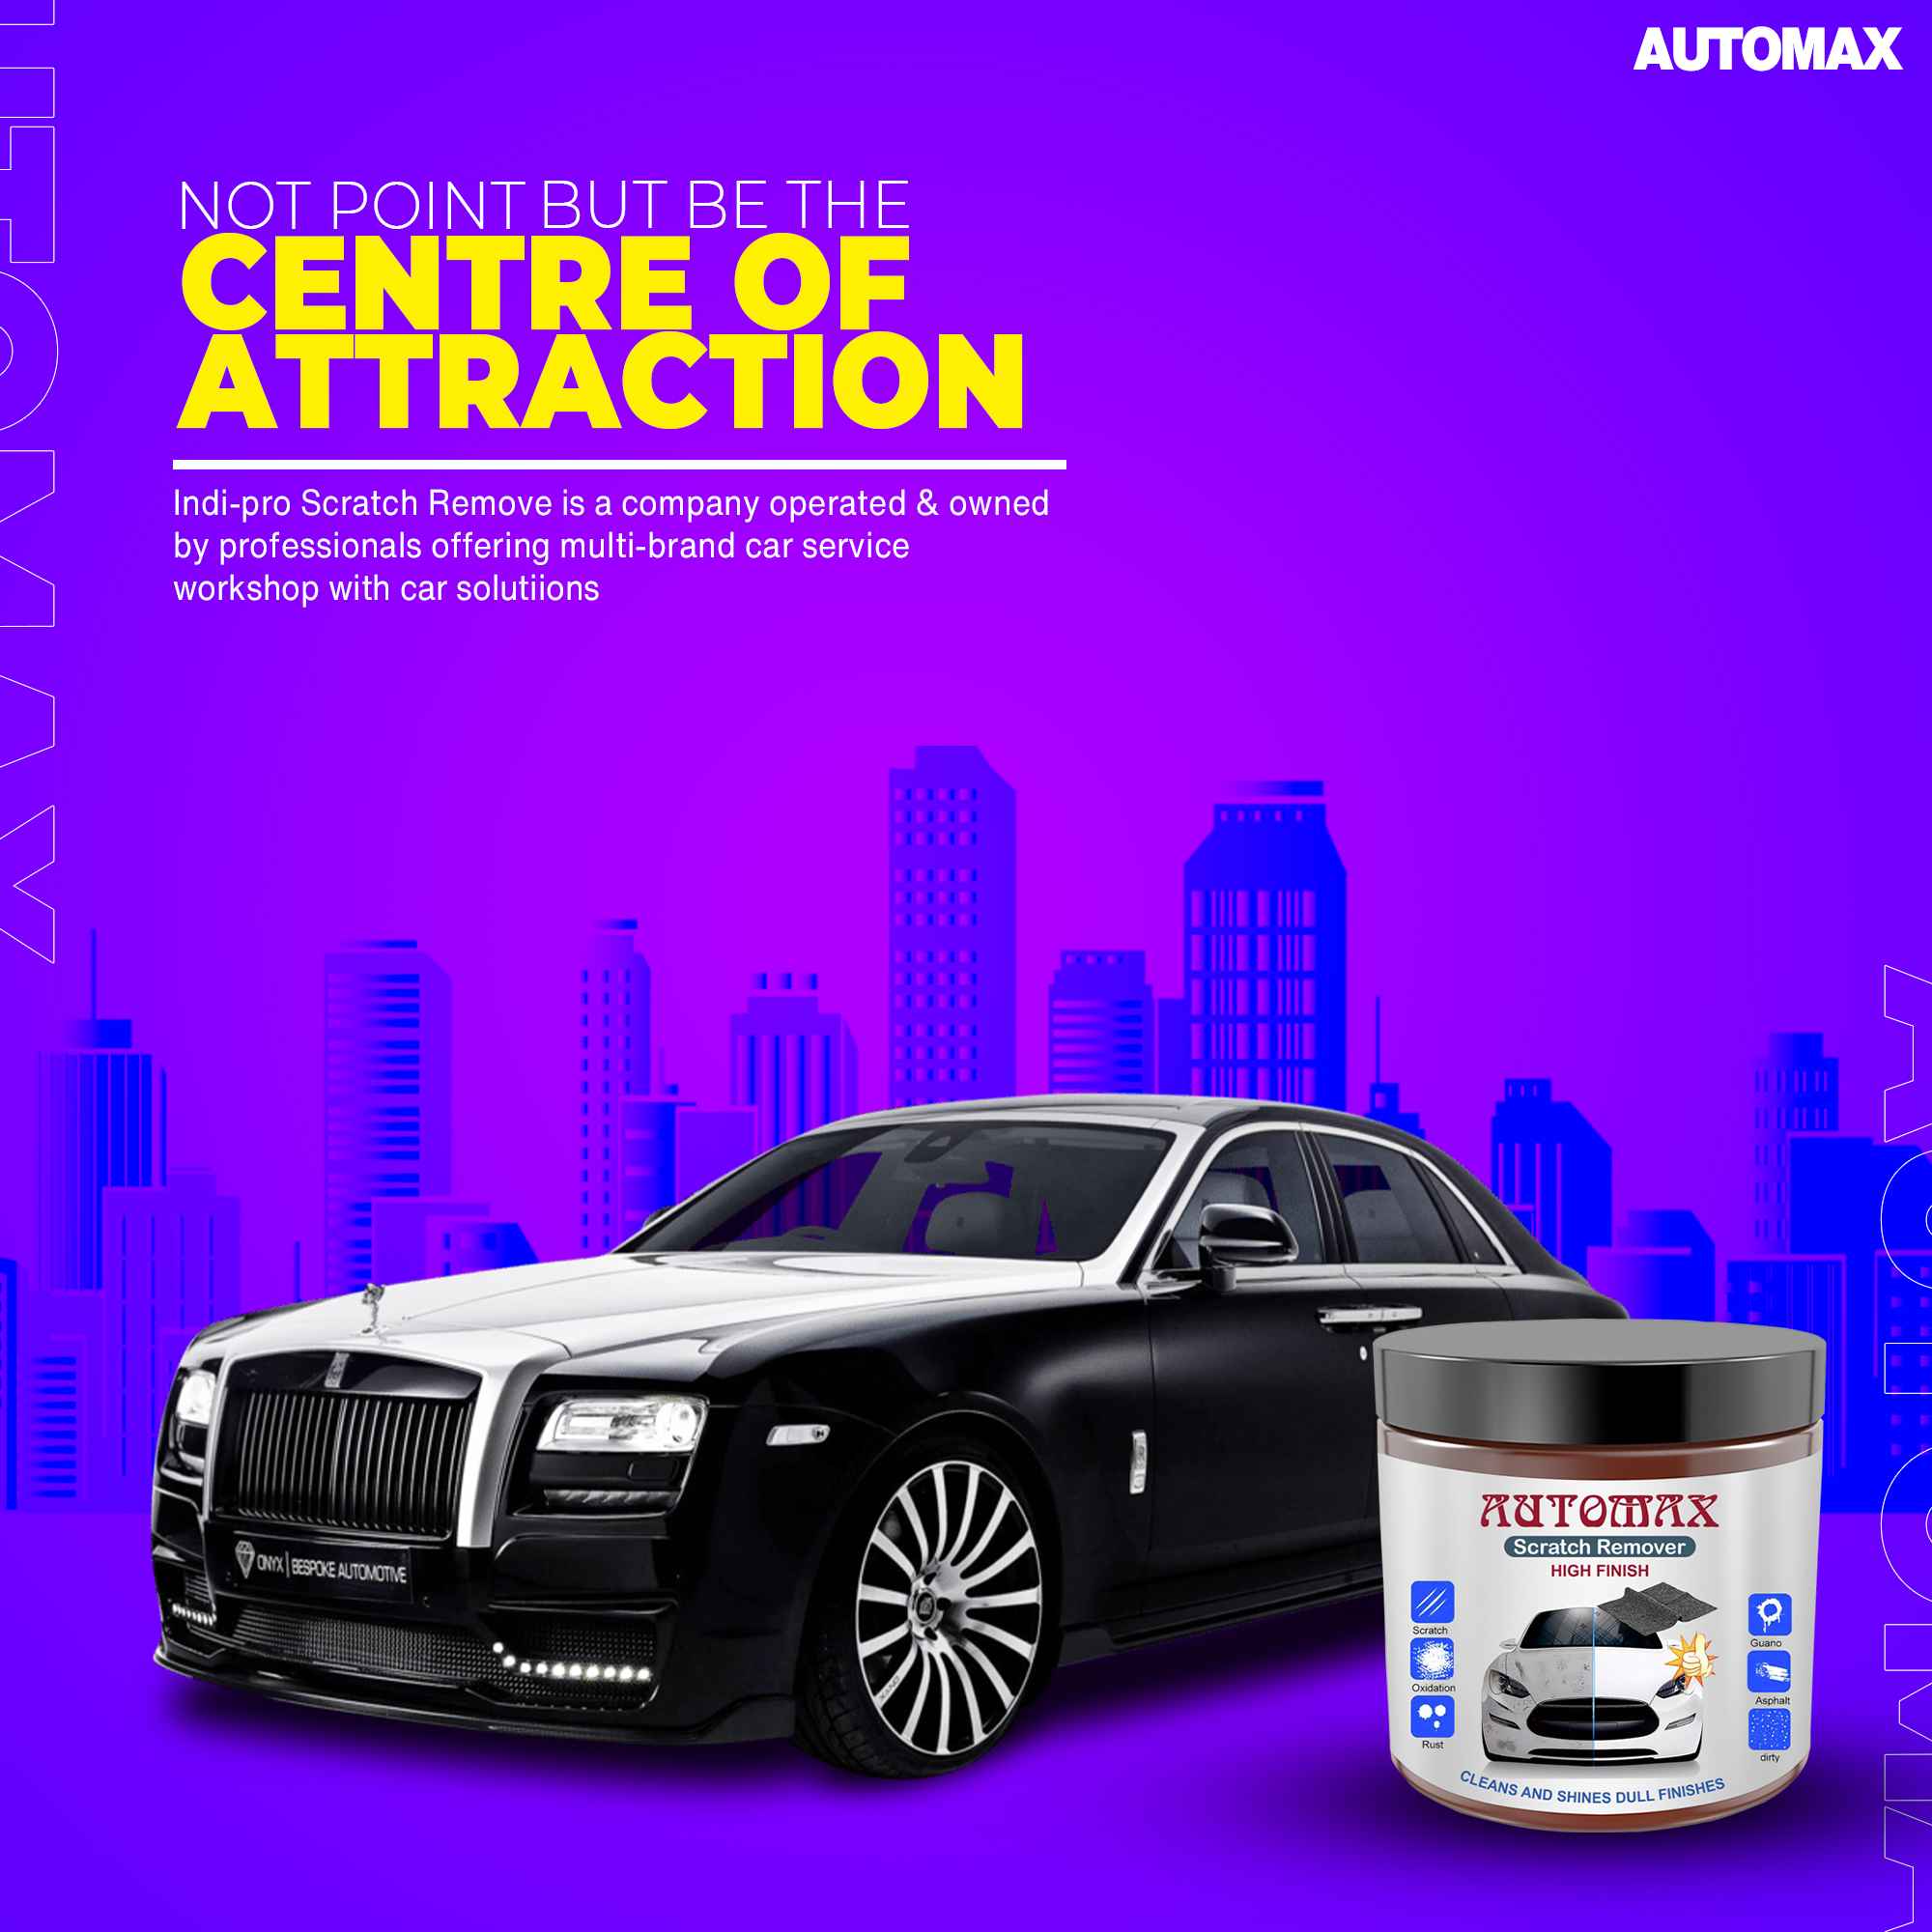 AUTOMAX
NOT POINT BUT BE THE
CENTRE OF
ATTRACTION
Indi-pro Scratch Remove is a company operated & owned
by professionals offering multi-brand car service
workshop with car solutiions
ONYX | BESPOKE AUTOMOTIVE
AUTOMAX
Scratch Remover
HIGH FINISH
Scratch
Oxidation
Rust
Guano
Asphalt
dirty
CLEANS AND SHINES DULL FINISHES